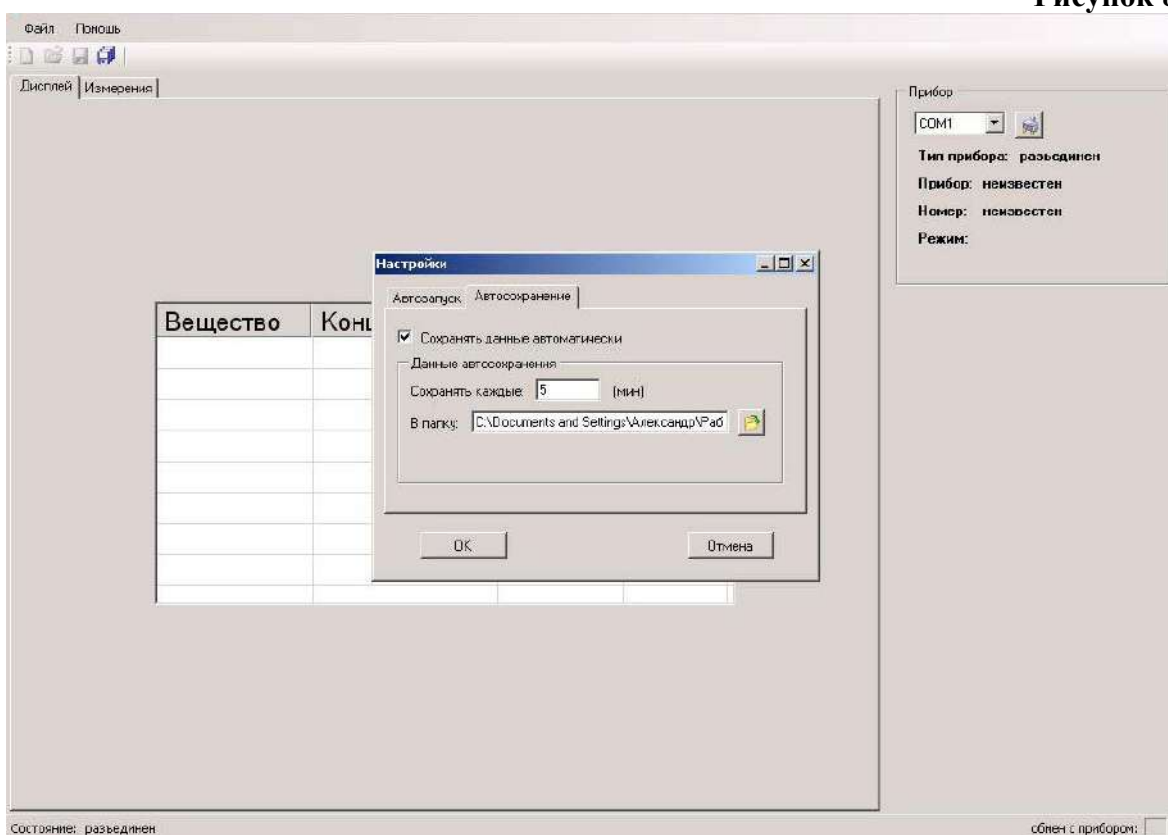 Рисунок
Файл Помощь
Дисплей Измерения
Прибор
COM1
Тип прибора: разъединен
Прибор: неизвестен
Номер: неизвестен
Режим:
Настройки
Автозапуск Автосохранение
Вещество Конц
Сохранять данные автоматически
Данные автосохранения
Сохранять каждые: 5 (мин)
В папку: C:\Documents and Settings\Александр\Раб
OK Отмена
Состояние: разъединен
обмен с прибором: